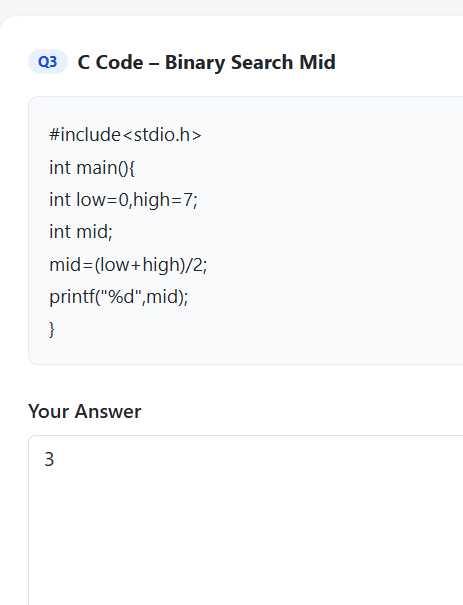 Q3 C Code – Binary Search Mid
#include<stdio.h>
int main(){
int low=0,high=7;
int mid;
mid=(low+high)/2;
printf("%d",mid);
}
Your Answer
3